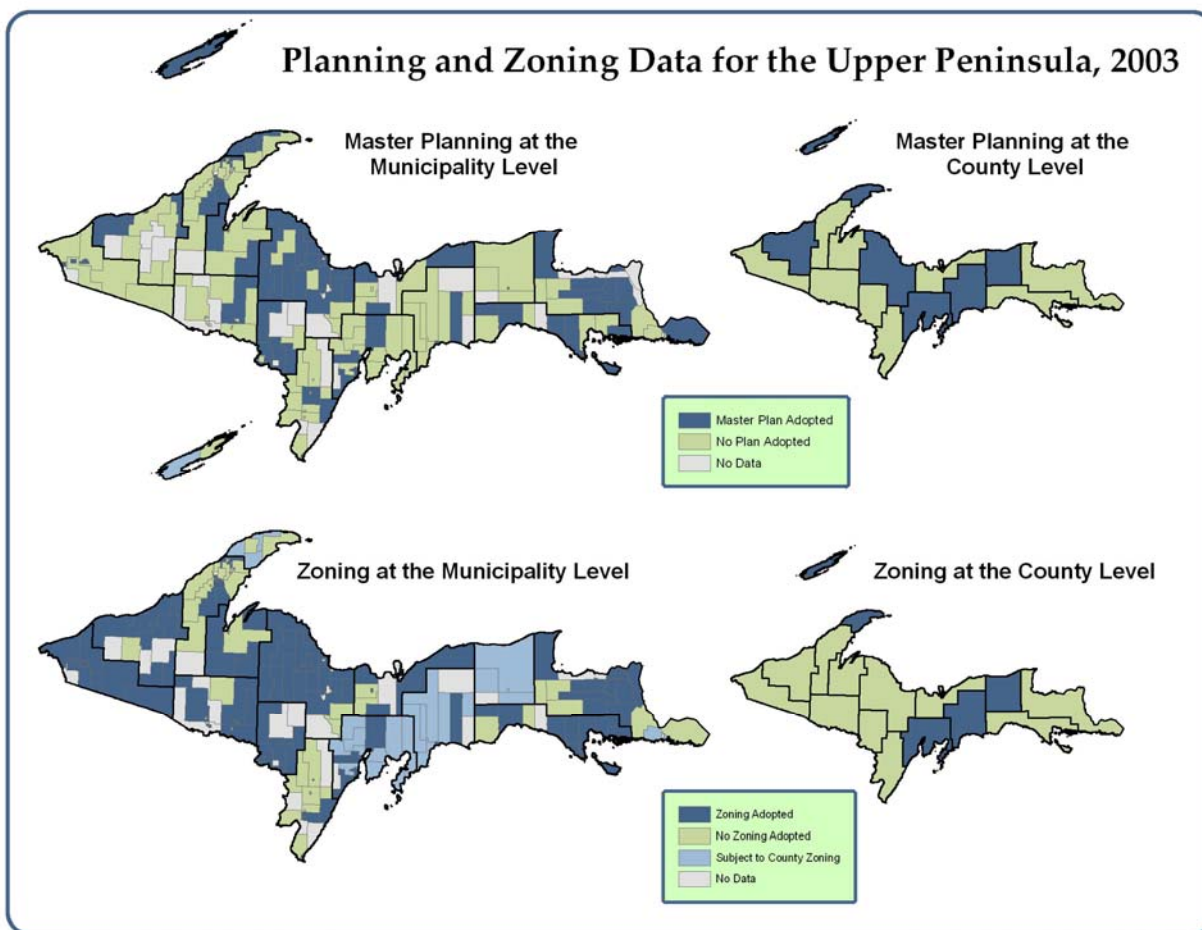 Planning and Zoning Data for the Upper Peninsula, 2003
Master Planning at the
Municipality Level
Master Planning at the
County Level
Master Plan Adopted
No Plan Adopted
No Data
Zoning at the Municipality Level
Zoning at the County Level
Zoning Adopted
No Zoning Adopted
Subject to County Zoning
No Data